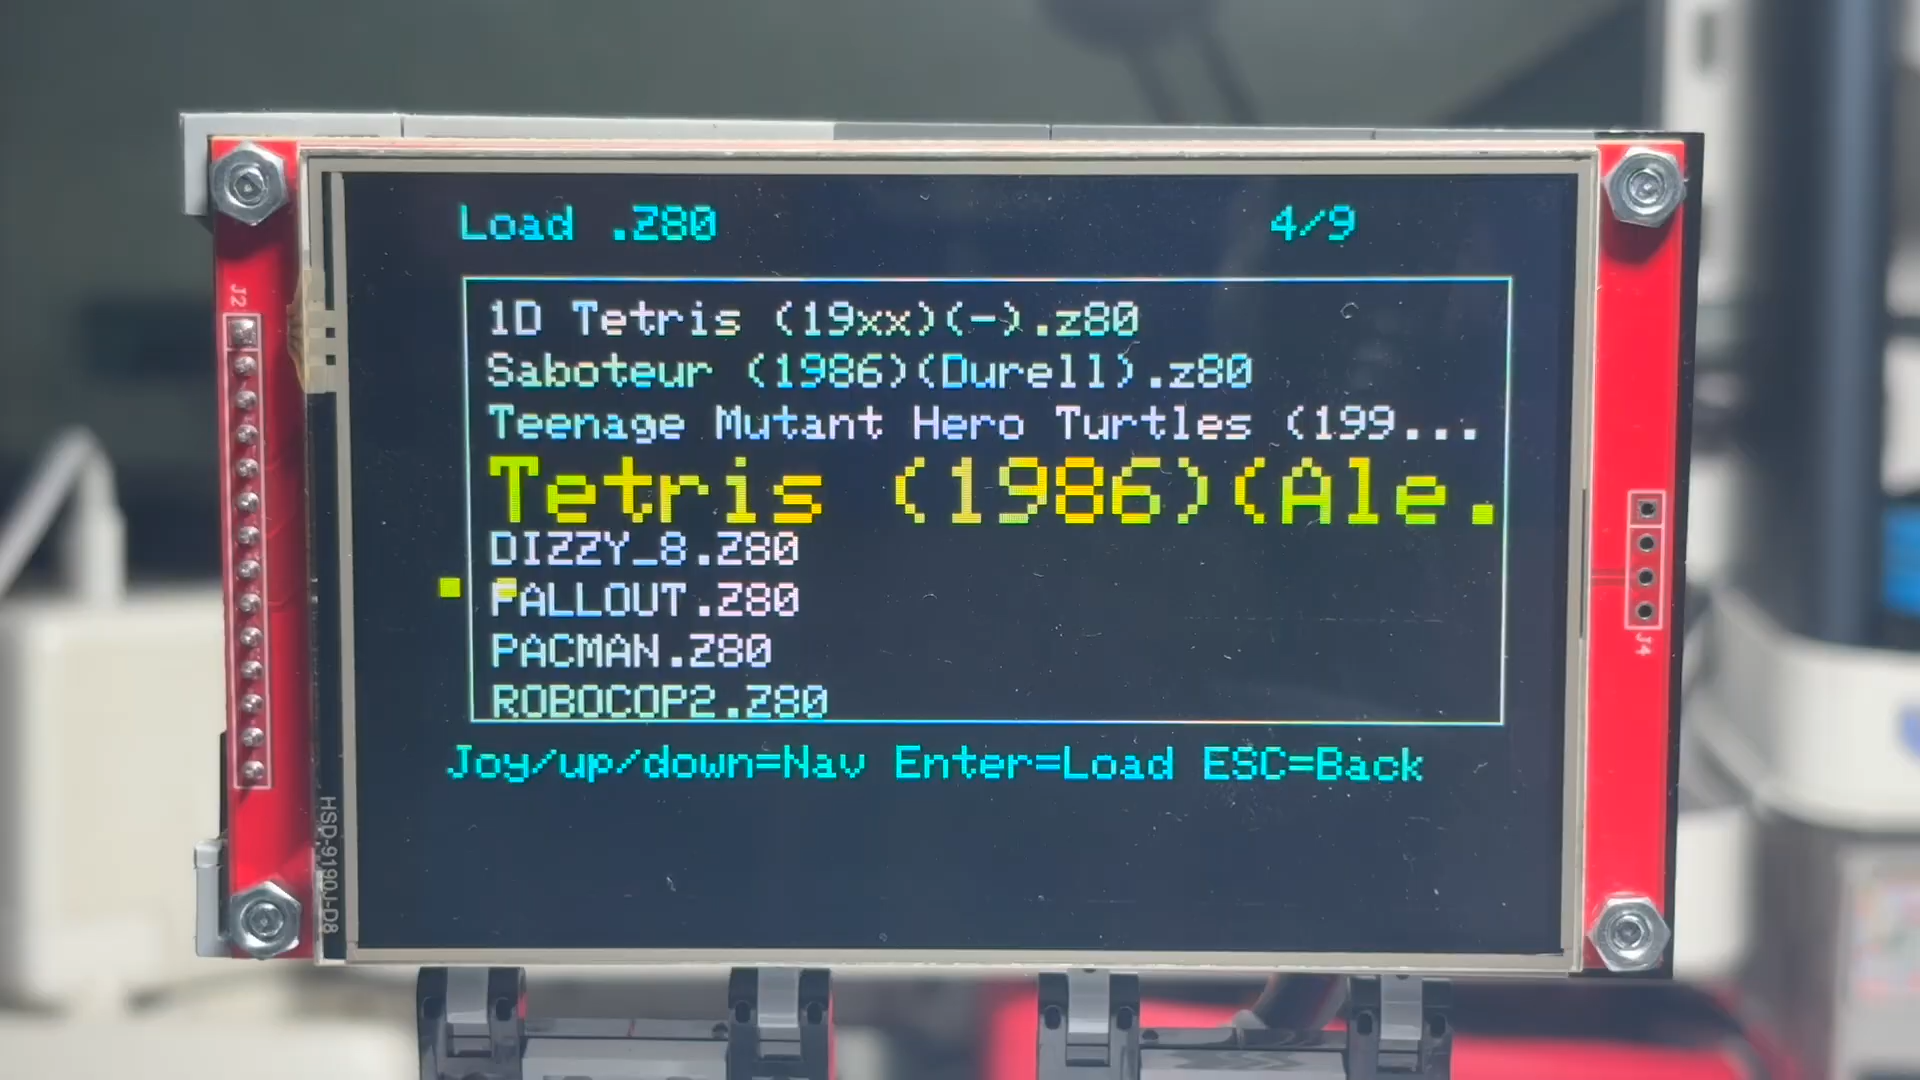 Load .Z80
4/9
1D Tetris (19xx)(-).z80
Saboteur (1986)(Durell).z80
Teenage Mutant Hero Turtles (199...
Tetris (1986)(Ale.
DIZZY_8.Z80
FALLOUT.Z80
PACMAN.Z80
ROBOCOP2.Z80
Joy/up/down=Nav Enter=Load ESC=Back
J2
J4
HSD-9190J-D8